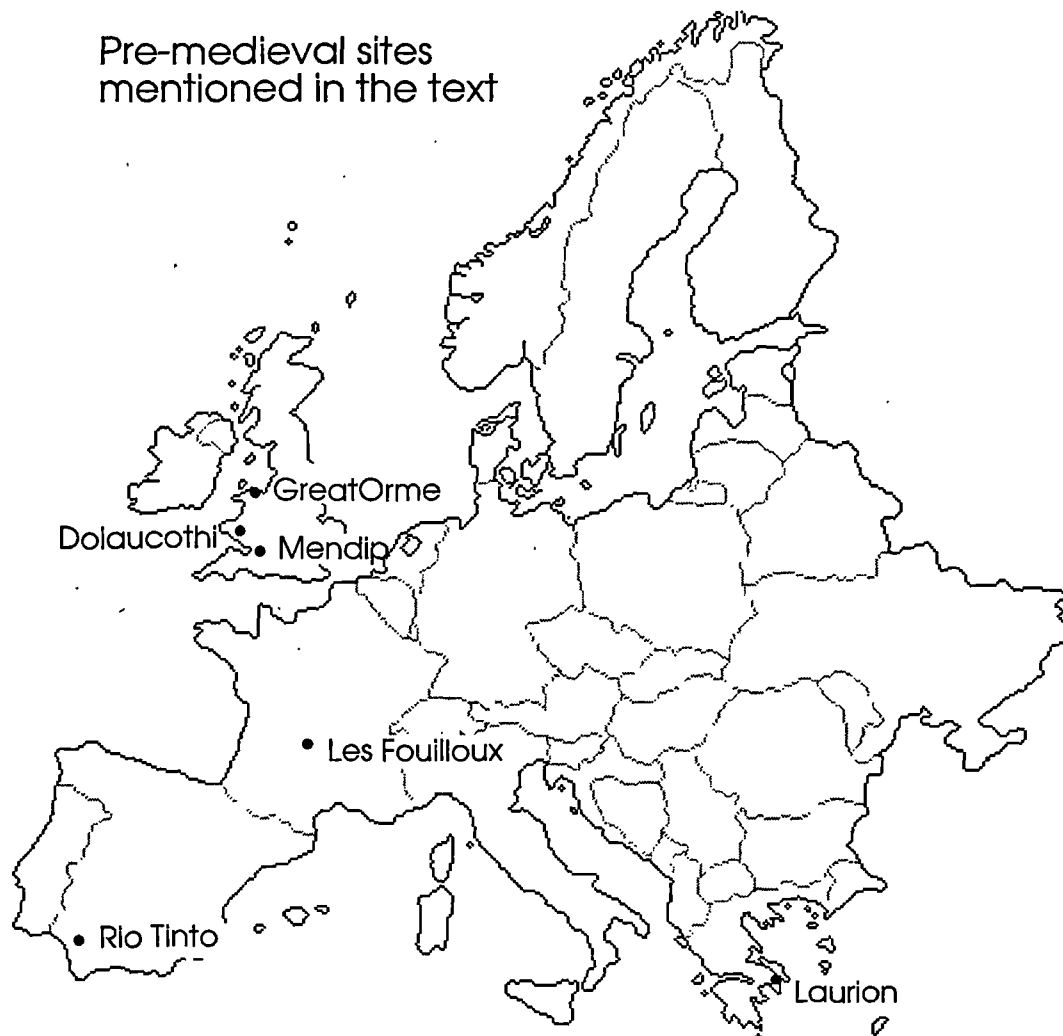 Pre-medieval sites
mentioned in the text
GreatOrme
Dolaucothi
Mendip
Les Fouilloux
Rio Tinto
Laurion